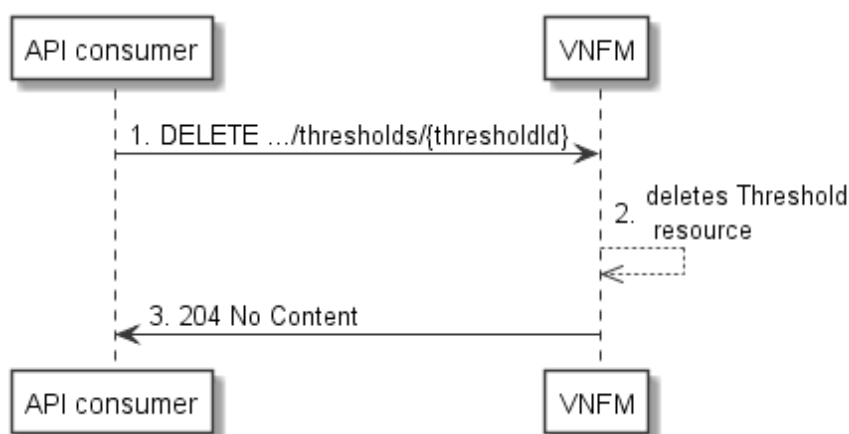 API consumer
VNFM
1. DELETE .../thresholds/{thresholdId}
2. deletes Threshold
resource
3. 204 No Content
API consumer
VNFM